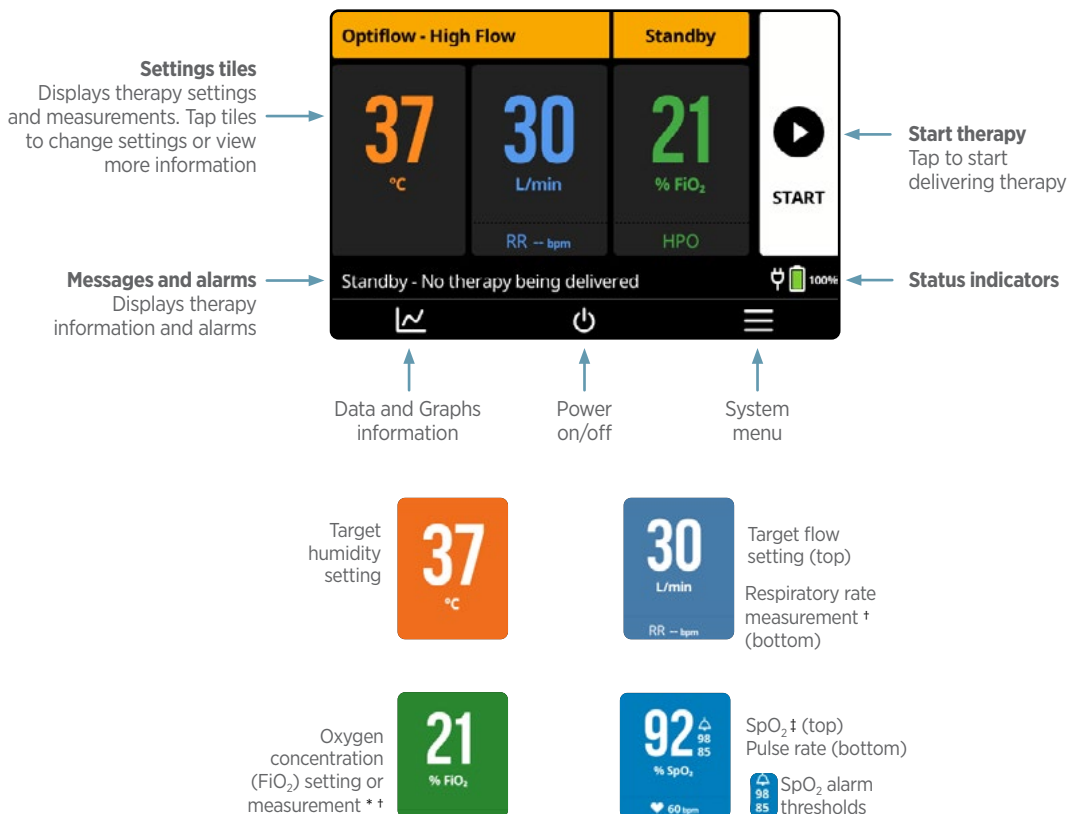 Optiflow - High Flow
Standby
Settings tiles
Displays therapy settings
and measurements. Tap tiles
to change settings or view
more information
37
°C
30
L/min
RR -- bpm
21
% FiO₂
HPO
START
Start therapy
Tap to start
delivering therapy
Messages and alarms
Displays therapy
information and alarms
Standby - No therapy being delivered
100%
Status indicators
Data and Graphs
information
Power
on/off
System
menu
Target
humidity
setting
37
°C
30
L/min
RR -- bpm
Target flow
setting (top)
Respiratory rate
measurement †
(bottom)
Oxygen
concentration
(FiO₂) setting or
measurement * †
21
% FiO₂
92
98
85
% SpO₂
60 bpm
SpO₂ ‡ (top)
Pulse rate (bottom)
98
85
SpO₂ alarm
thresholds